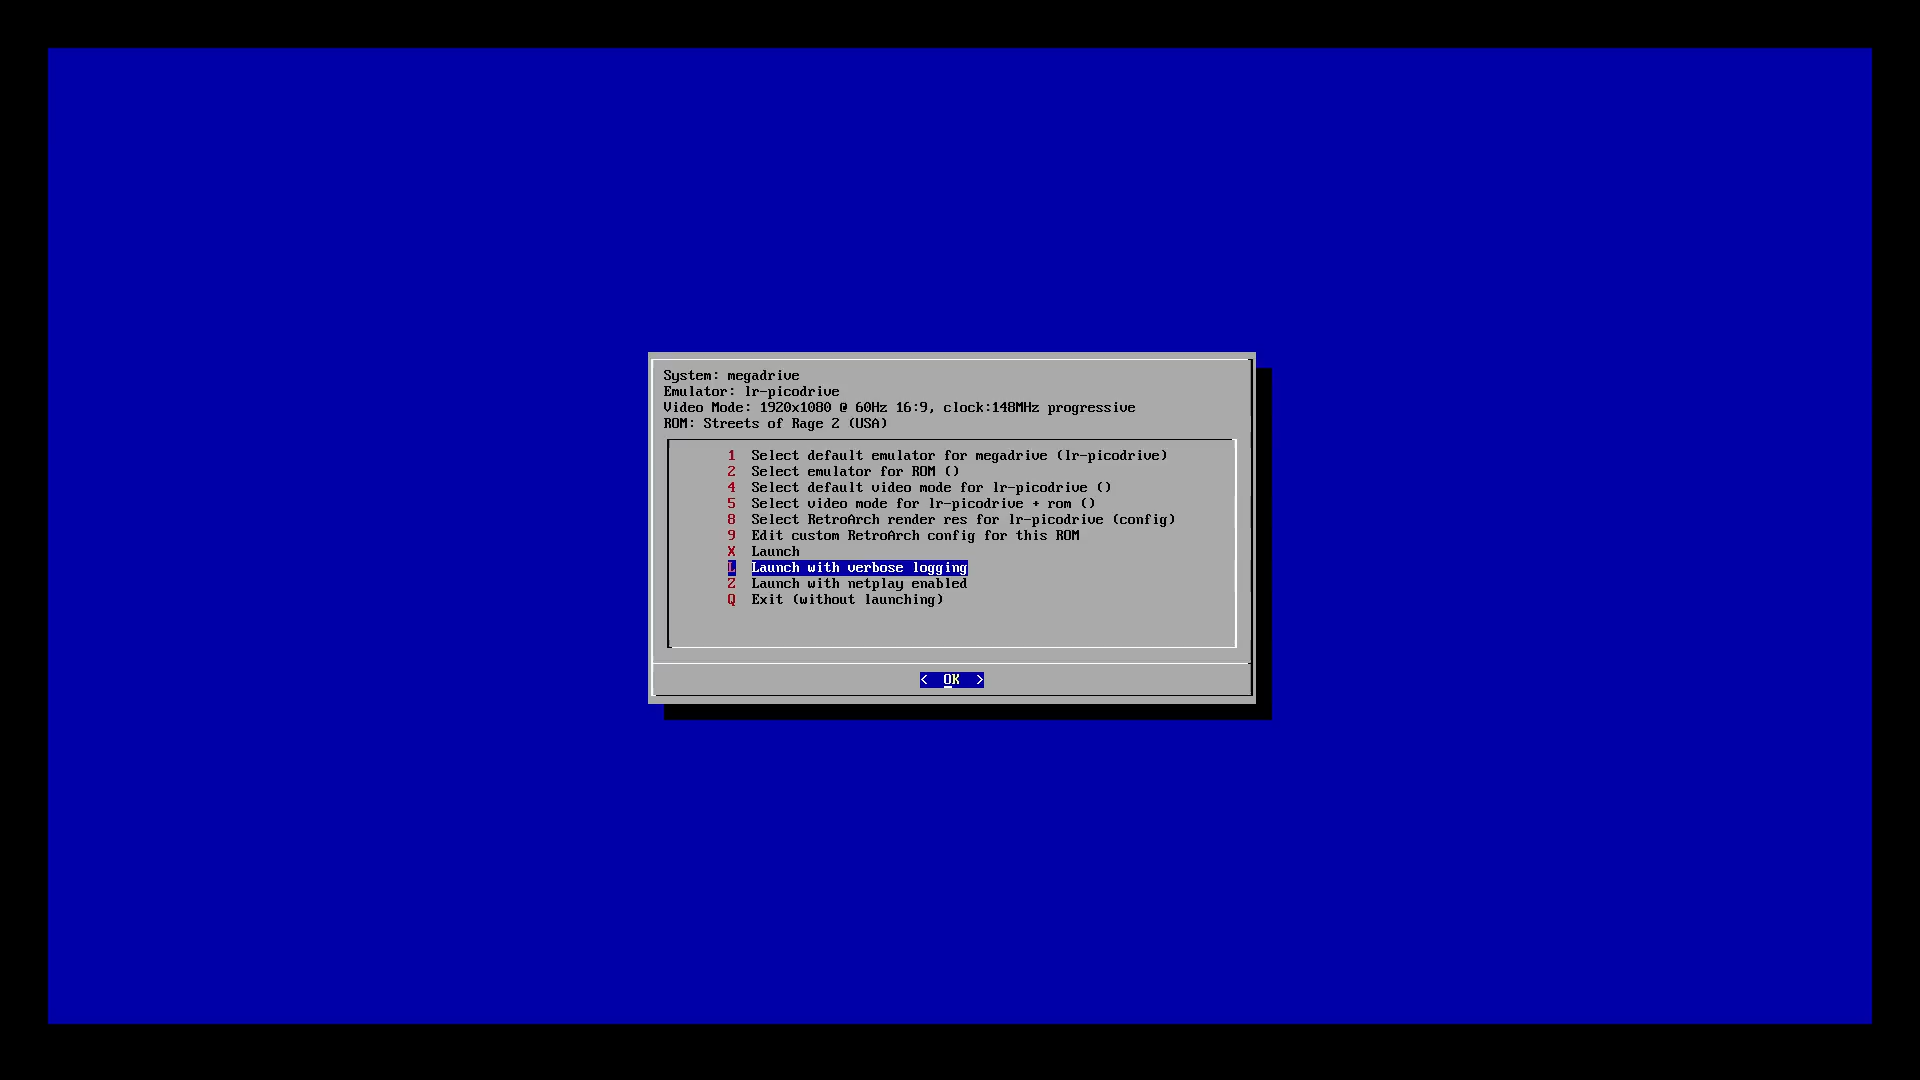 System: megadrive
Emulator: lr-picodrive
Video Mode: 1920x1080 @ 60Hz 16:9, clock:148MHz progressive
ROM: Streets of Rage 2 (USA)
1 Select default emulator for megadrive (lr-picodrive)
2 Select emulator for ROM ()
4 Select default video mode for lr-picodrive ()
5 Select video mode for lr-picodrive + rom ()
8 Select RetroArch render res for lr-picodrive (config)
9 Edit custom RetroArch config for this ROM
X Launch
L Launch with verbose logging
Z Launch with netplay enabled
Q Exit (without launching)
< OK >